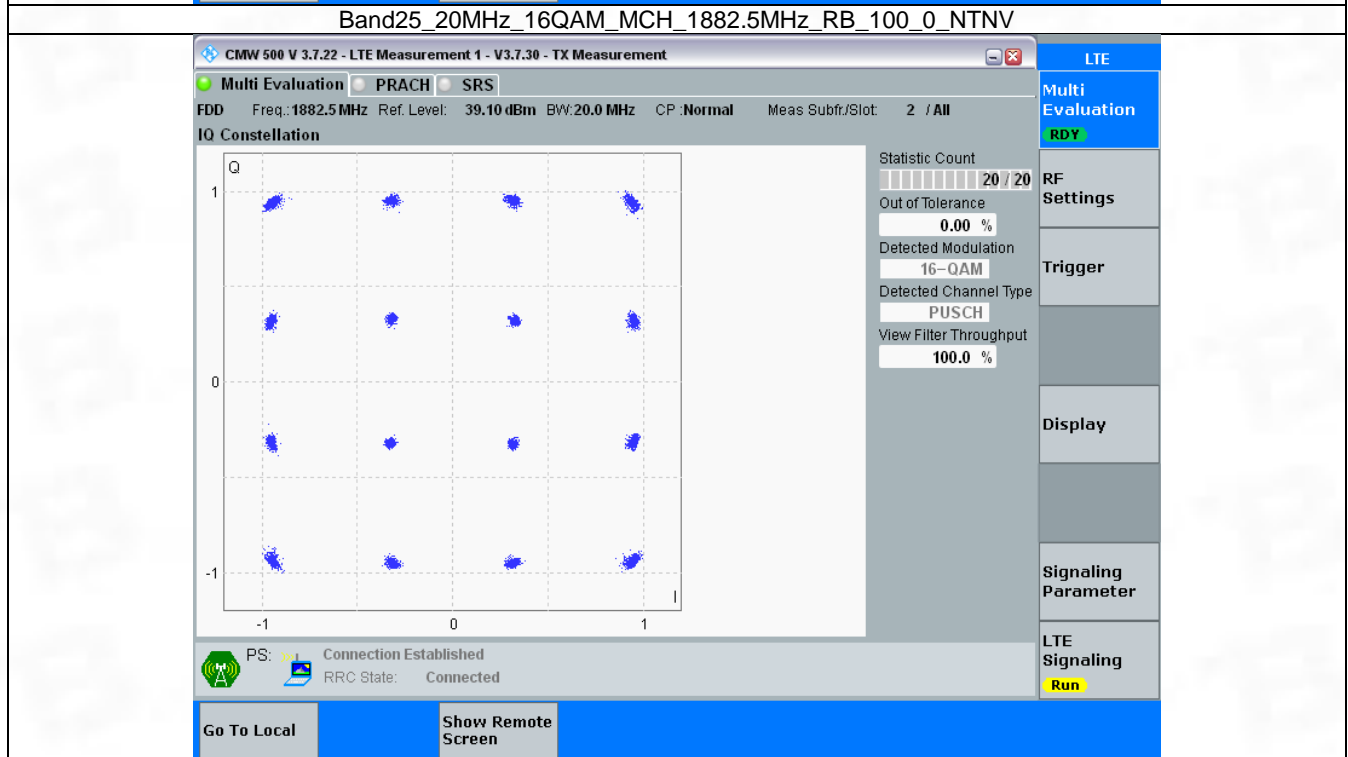 Band25_20MHz_16QAM_MCH_1882.5MHz_RB_100_0_NTNV
CMW 500 V 3.7.22 - LTE Measurement 1 - V3.7.30 - TX Measurement
LTE
Multi Evaluation PRACH SRS
Multi
Evaluation
RDY
FDD Freq.:1882.5 MHz Ref. Level: 39.10 dBm BW:20.0 MHz CP :Normal Meas Subfr./Slot: 2 / All
IQ Constellation
Q
1
0
-1
I
-1 0 1
Statistic Count
20 / 20
Out of Tolerance
0.00 %
Detected Modulation
16-QAM
Detected Channel Type
PUSCH
View Filter Throughput
100.0 %
RF
Settings
Trigger
Display
Signaling
Parameter
LTE
Signaling
Run
PS: Connection Established
RRC State: Connected
Go To Local
Show Remote
Screen